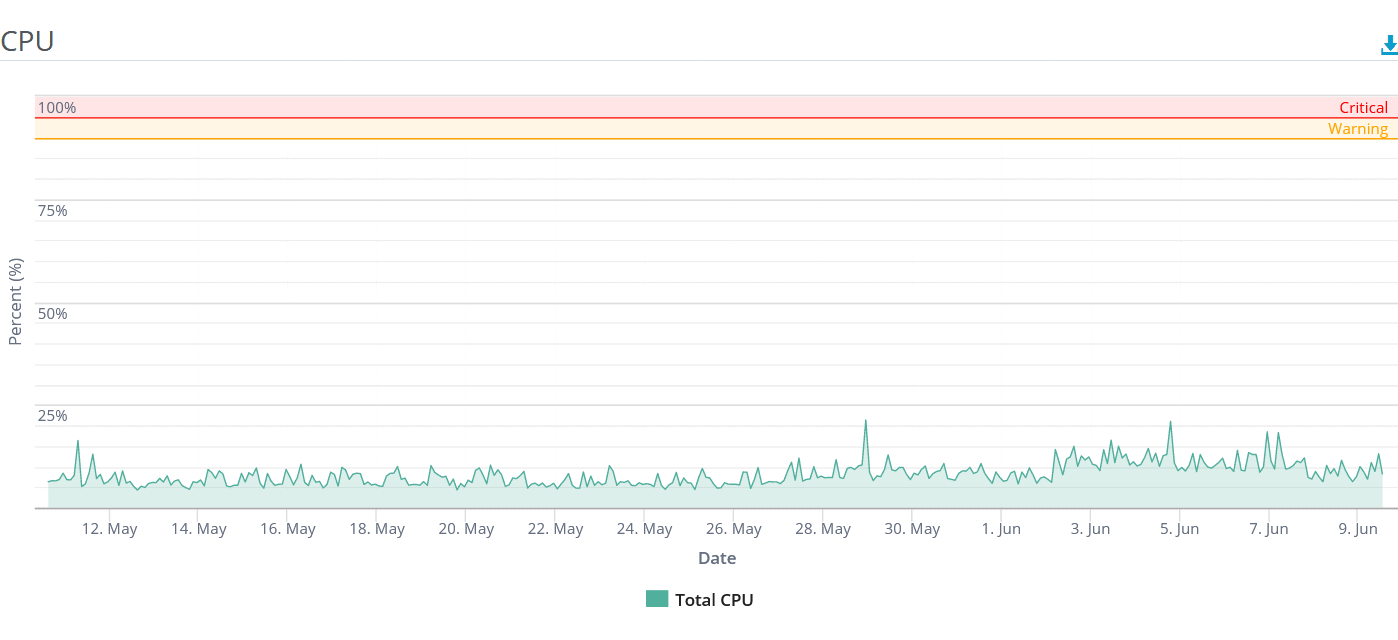 CPU
100%
Critical
Warning
75%
50%
25%
Percent (%)
12. May 14. May 16. May 18. May 20. May 22. May 24. May 26. May 28. May 30. May 1. Jun 3. Jun 5. Jun 7. Jun 9. Jun
Date
Total CPU